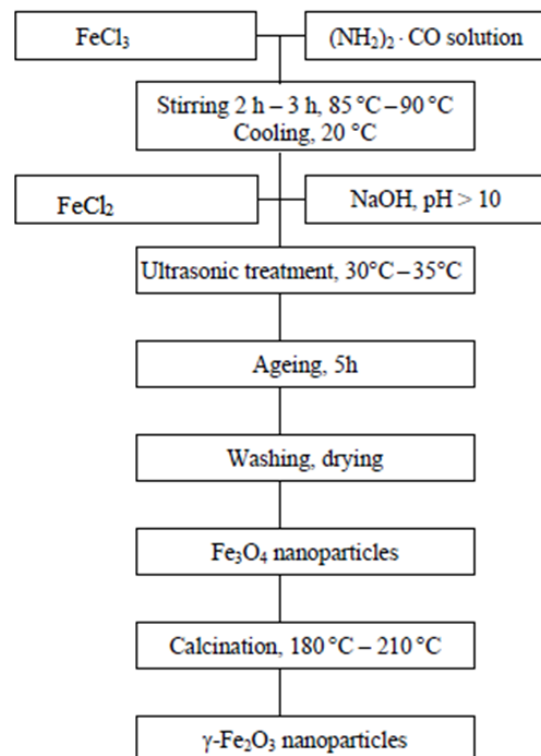 FeCl₃
(NH₂)₂ · CO solution
Stirring 2 h – 3 h, 85 °C – 90 °C
Cooling, 20 °C
FeCl₂
NaOH, pH > 10
Ultrasonic treatment, 30°C – 35°C
Ageing, 5h
Washing, drying
Fe₃O₄ nanoparticles
Calcination, 180 °C – 210 °C
γ-Fe₂O₃ nanoparticles